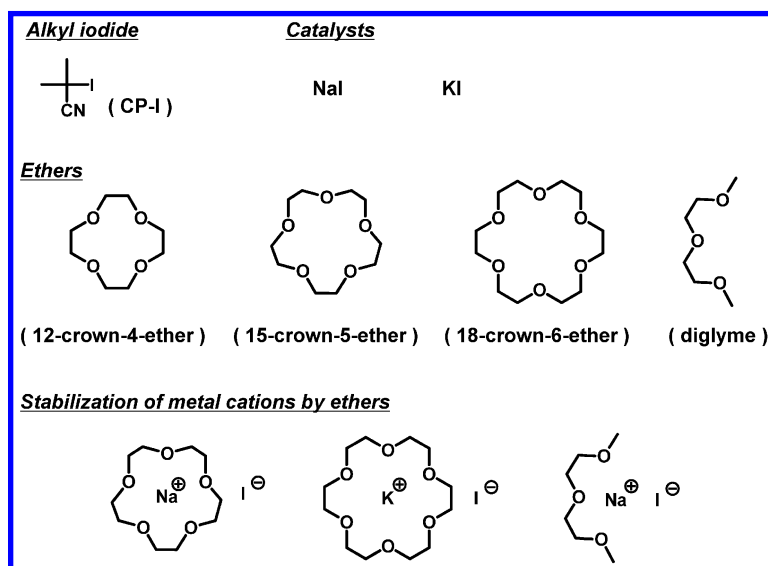 Alkyl iodide Catalysts
I
CN ( CP-I ) NaI KI
Ethers
O O O O
O O O O O
O O O O O O
O O O
( 12-crown-4-ether ) ( 15-crown-5-ether ) ( 18-crown-6-ether ) ( diglyme )
Stabilization of metal cations by ethers
O O O O O Na⊕ I⊖
O O O O O O K⊕ I⊖
O O O Na⊕ I⊖